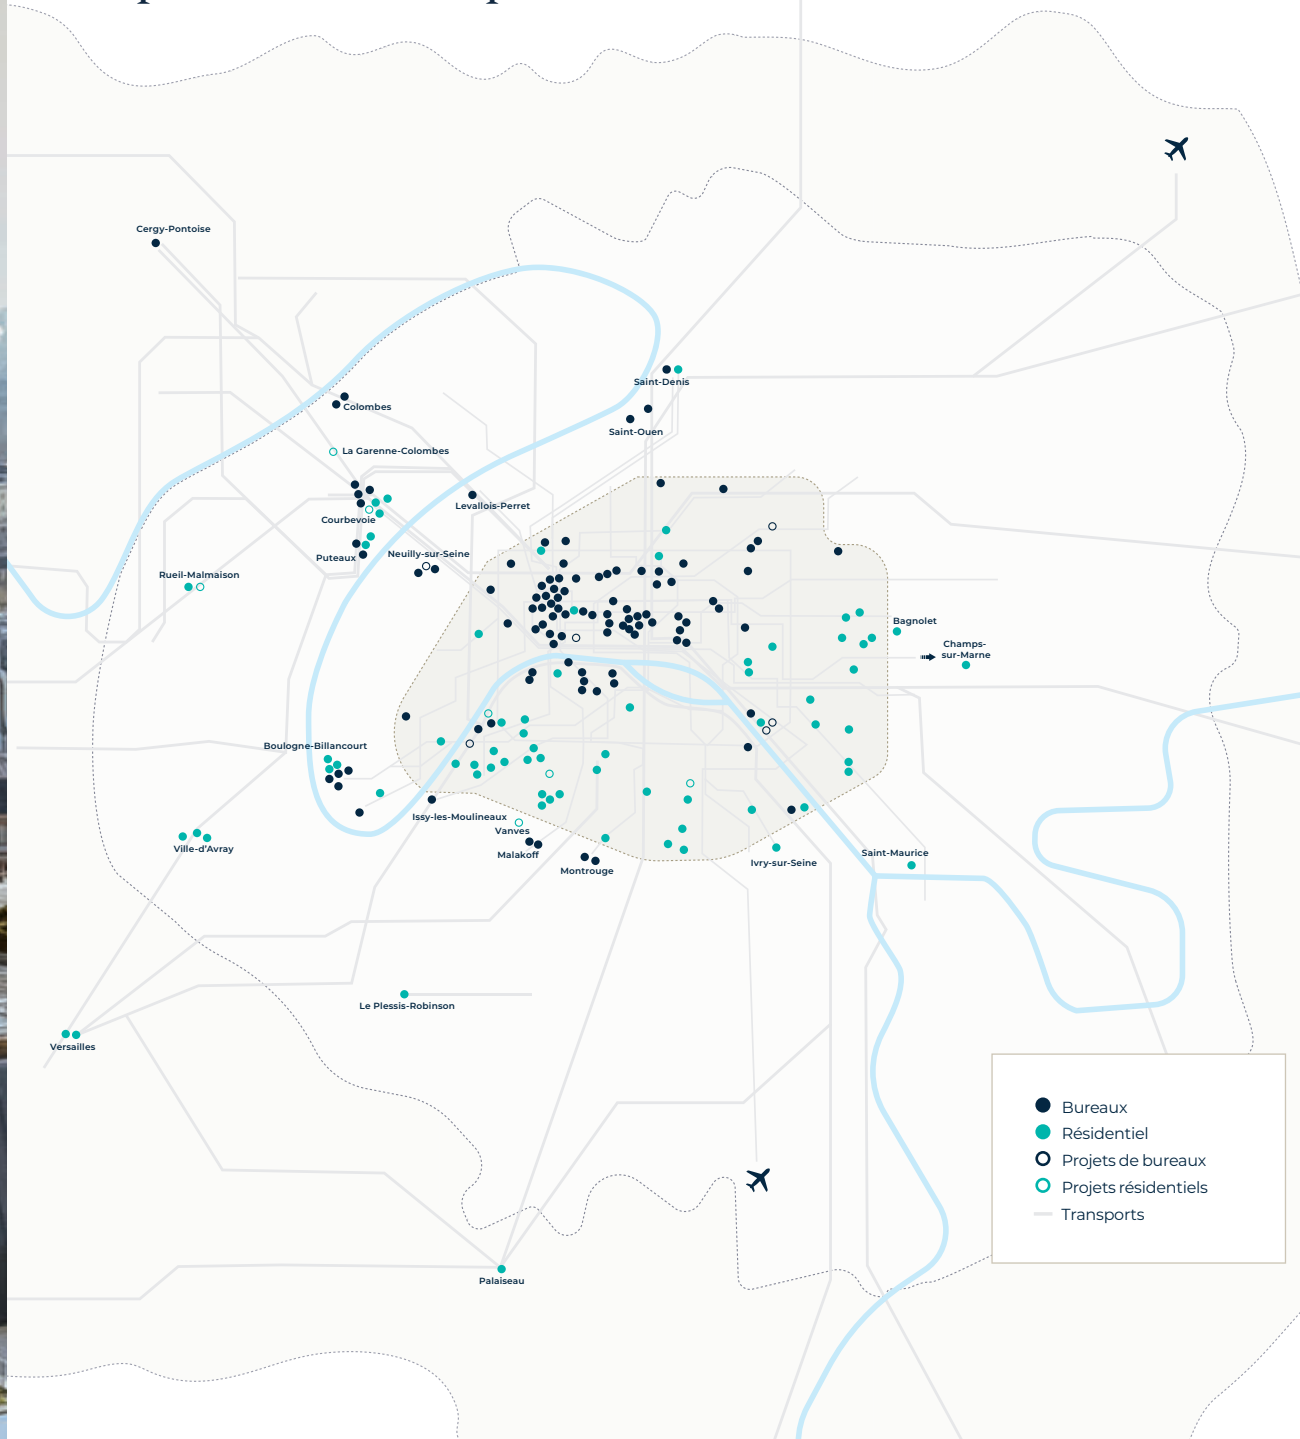 Cergy-Pontoise
Saint-Denis
Colombes
Saint-Ouen
La Garenne-Colombes
Levallois-Perret
Courbevoie
Neuilly-sur-Seine
Puteaux
Rueil-Malmaison
Bagnolet
Champs-
sur-Marne
Boulogne-Billancourt
Issy-les-Moulineaux
Vanves
Ville-d'Avray
Malakoff
Saint-Maurice
Ivry-sur-Seine
Montrouge
Le Plessis-Robinson
Versailles
Bureaux
Résidentiel
Projets de bureaux
Projets résidentiels
Transports
Palaiseau